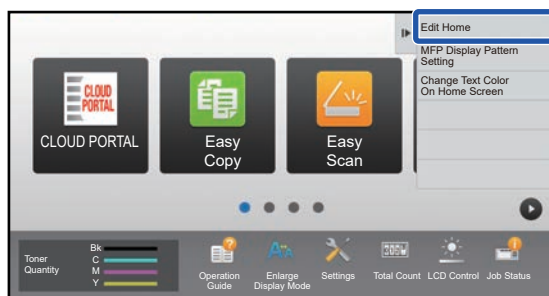 Edit Home
MFP Display Pattern
Setting
Change Text Color
On Home Screen
CLOUD
PORTAL
CLOUD PORTAL
Easy
Copy
Easy
Scan
Toner
Quantity
Bk
C
M
Y
Operation
Guide
Enlarge
Display Mode
Settings
Total Count
LCD Control
Job Status